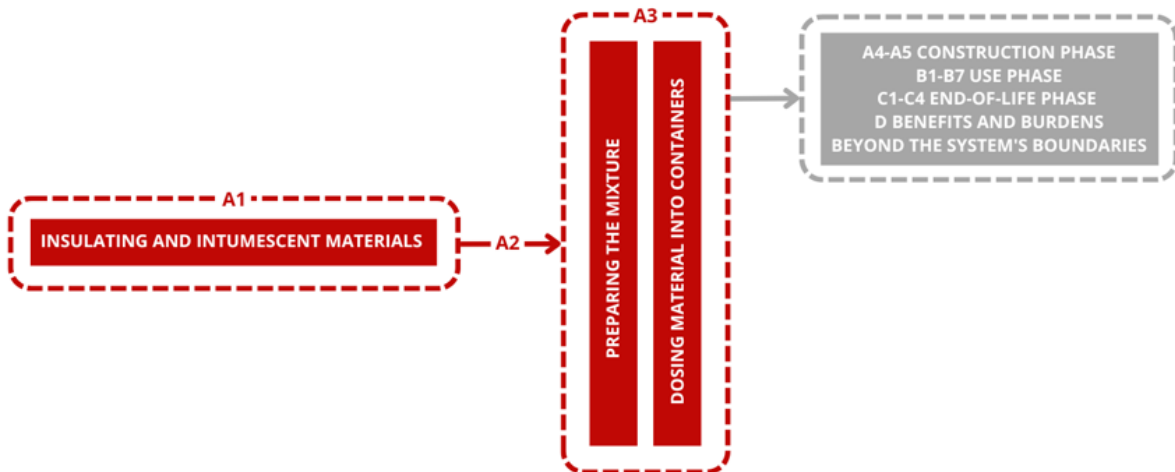 A1
INSULATING AND INTUMESCENT MATERIALS
A2
A3
PREPARING THE MIXTURE
DOSING MATERIAL INTO CONTAINERS
A4-A5 CONSTRUCTION PHASE
B1-B7 USE PHASE
C1-C4 END-OF-LIFE PHASE
D BENEFITS AND BURDENS
BEYOND THE SYSTEM'S BOUNDARIES